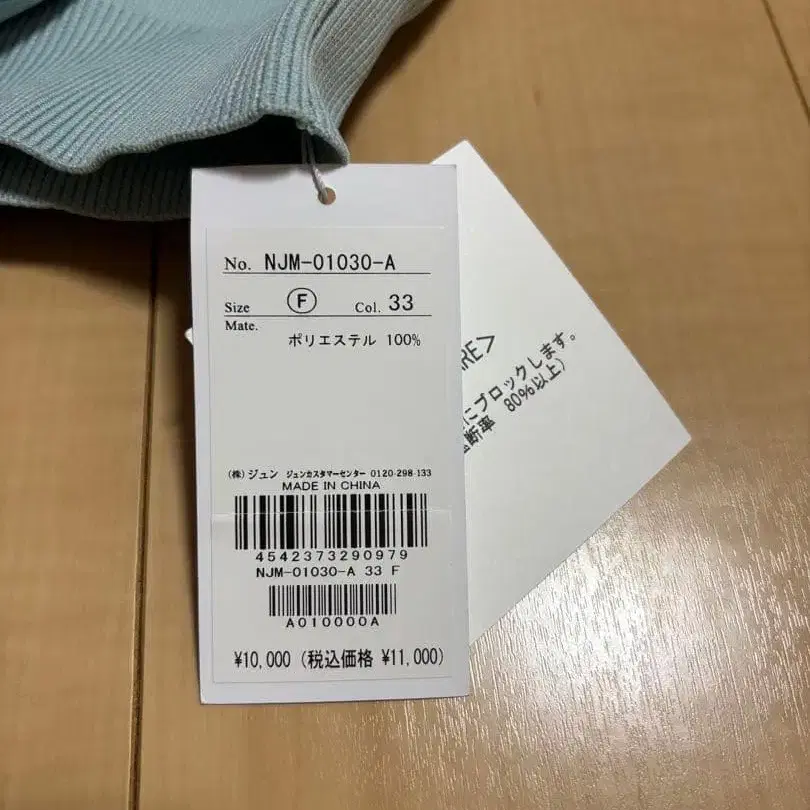 No. NJM-01030-A
Size Ⓕ Col. 33
Mate.
ポリエステル 100%
(株)ジュン ジュンカスタマーセンター 0120-298-133
MADE IN CHINA
4542373290979
NJM-01030-A 33 F
A010000A
¥10,000 (税込価格 ¥11,000)
RE>
にブロックします。
断率 80%以上)